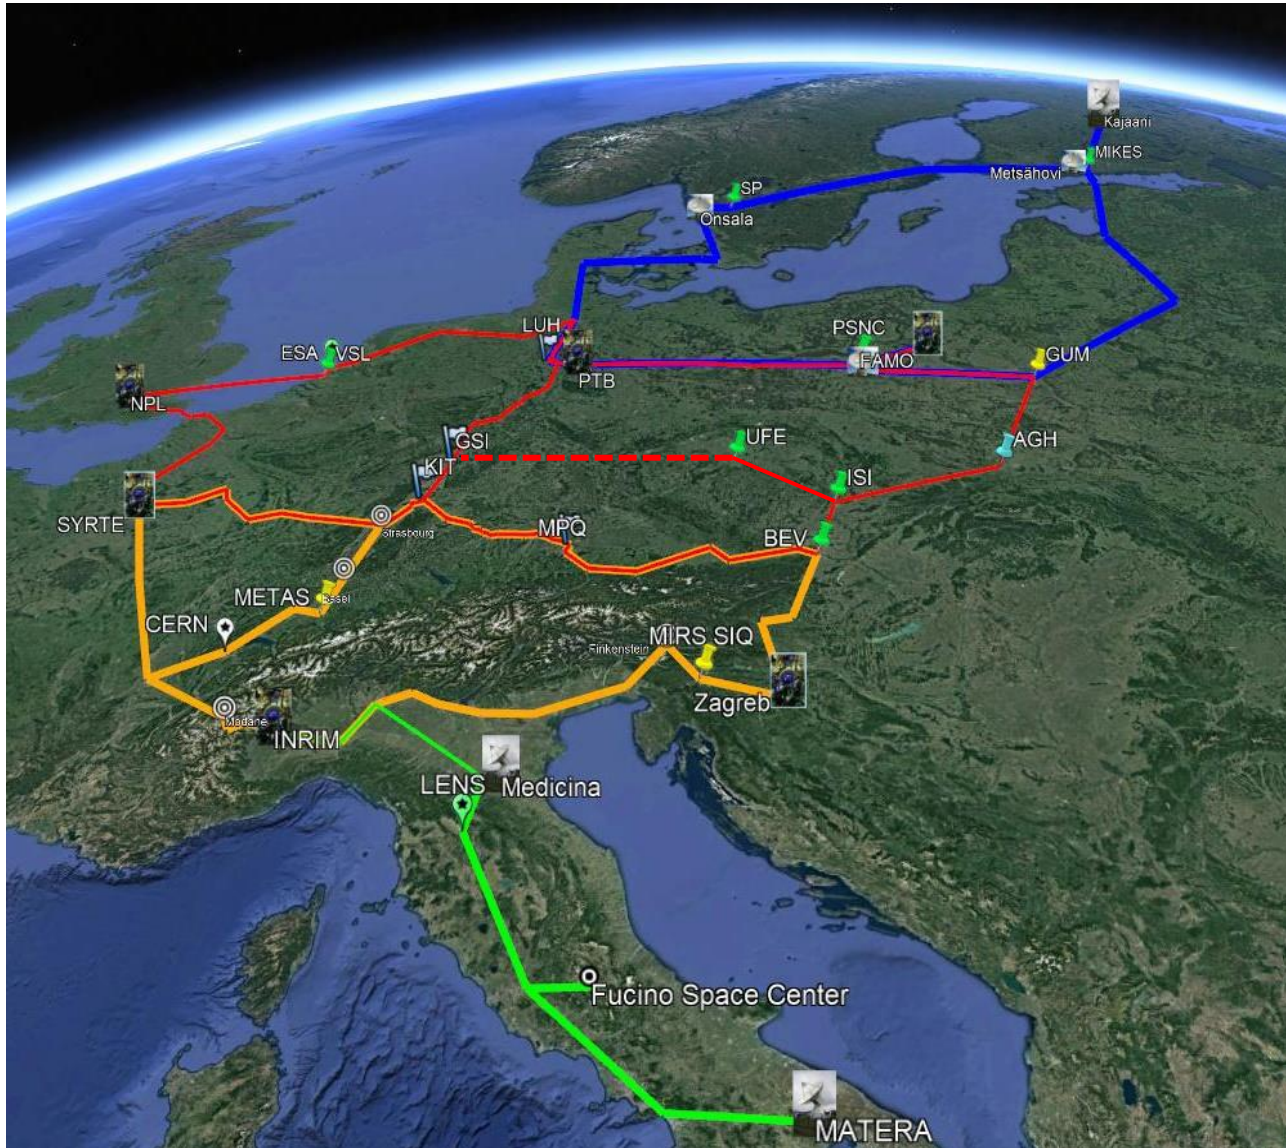 Kajaani
MIKES
Metsähovi
SP
Onsala
LUH
PSNC
ESA
VSL
GUM
FAMO
PTB
NPL
UFE
AGH
GSI
KIT
ISI
SYRTE
MPQ
Strasbourg
BEV
METAS
Basel
CERN
MIRS SIQ
Finkenstein
Zagreb
Modane
INRIM
LENS
Medicina
Fucino Space Center
MATERA